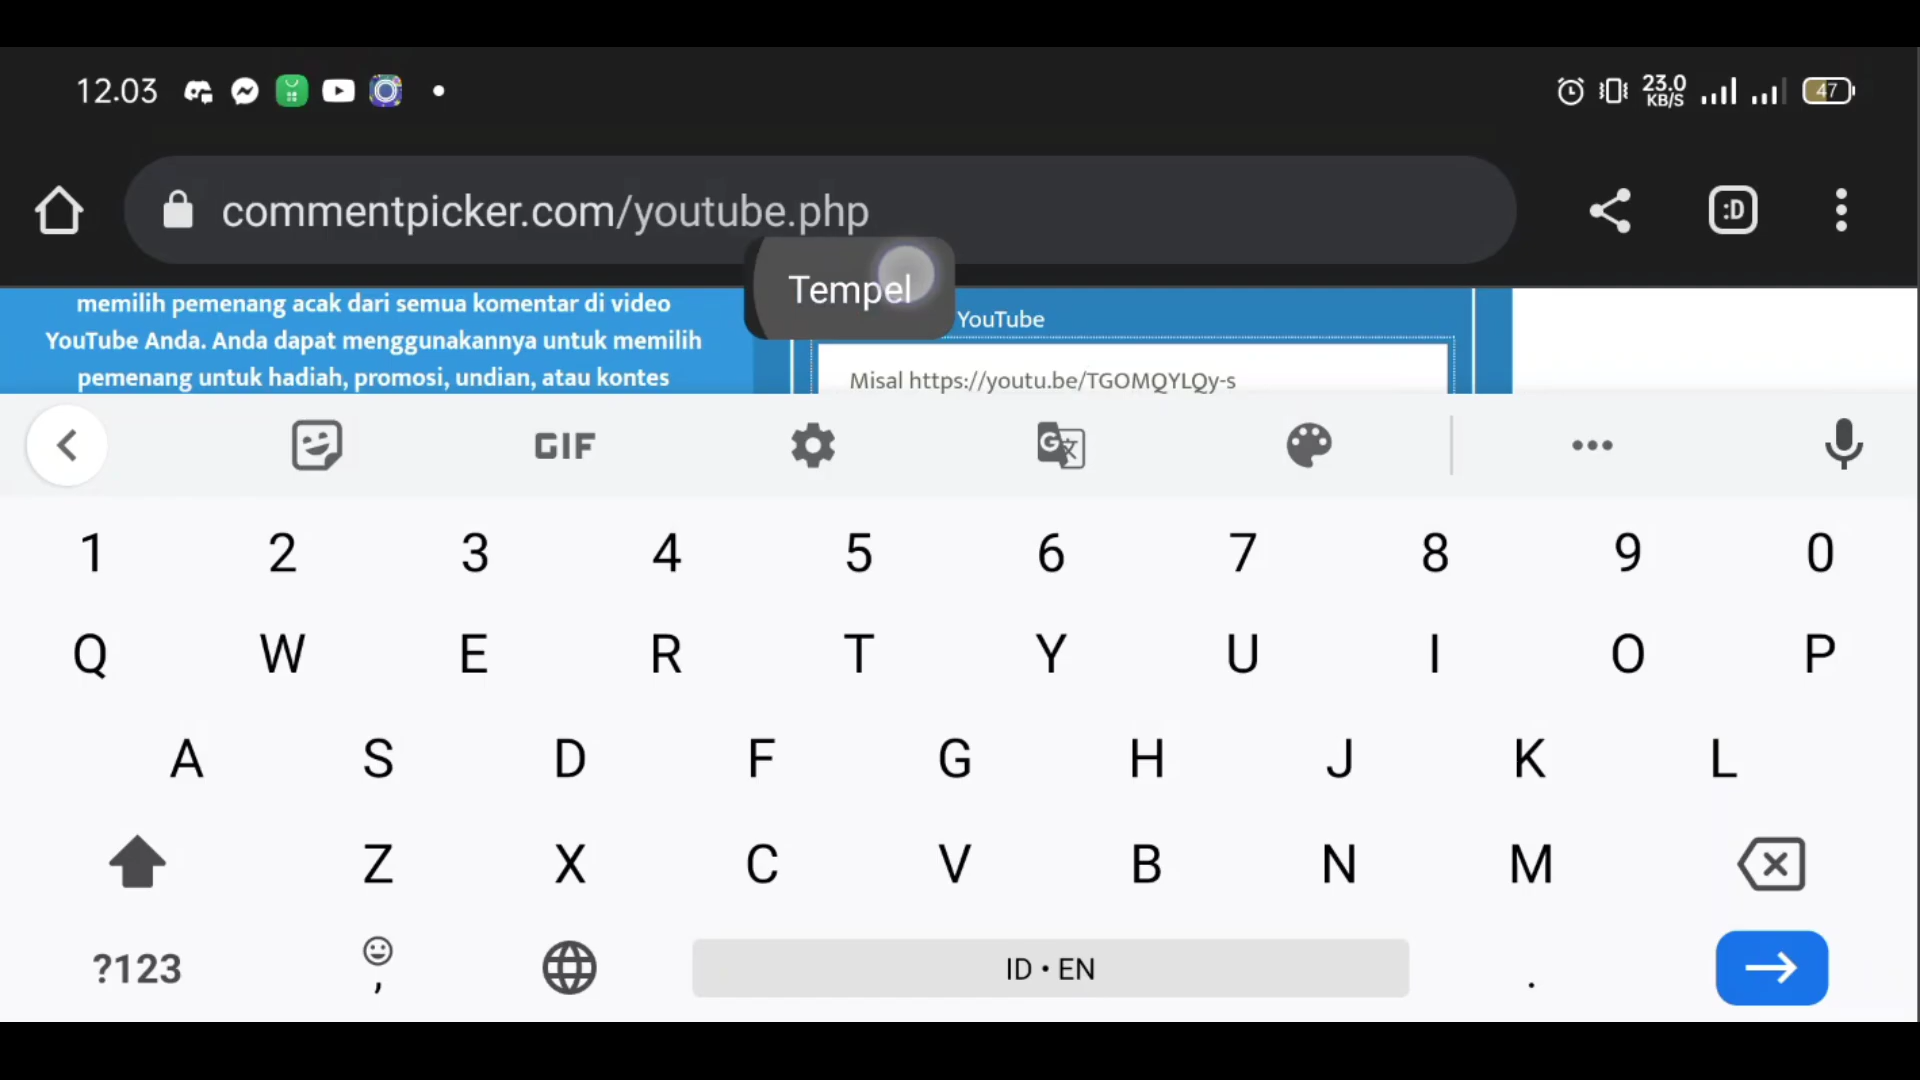 12.03
23.0
KB/S
47
commentpicker.com/youtube.php
:D
Tempel
memilih pemenang acak dari semua komentar di video
YouTube Anda. Anda dapat menggunakannya untuk memilih
pemenang untuk hadiah, promosi, undian, atau kontes
YouTube
Misal https://youtu.be/TGOMQYLQy-s
GIF
G 文
1 2 3 4 5 6 7 8 9 0
Q W E R T Y U I O P
A S D F G H J K L
Z X C V B N M
?123 , ID • EN .